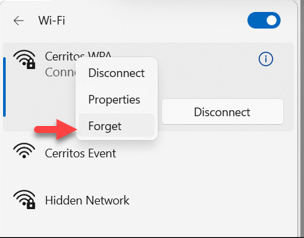 Wi-Fi
Cerritos WPA
Disconnect
Properties
Disconnect
Forget
Cerritos Event
Hidden Network